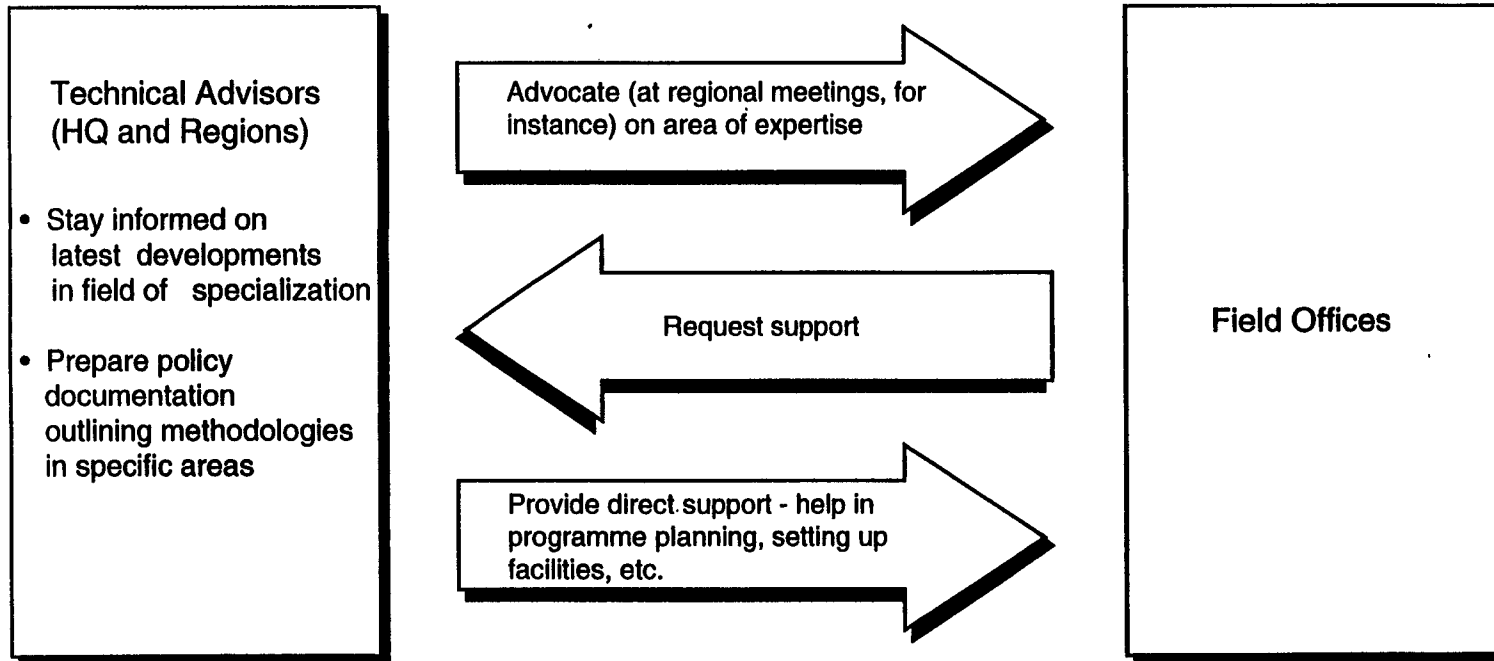 Technical Advisors
(HQ and Regions)
• Stay informed on
latest developments
in field of specialization
• Prepare policy
documentation
outlining methodologies
in specific areas
Advocate (at regional meetings, for
instance) on area of expertise
Request support
Provide direct support - help in
programme planning, setting up
facilities, etc.
Field Offices